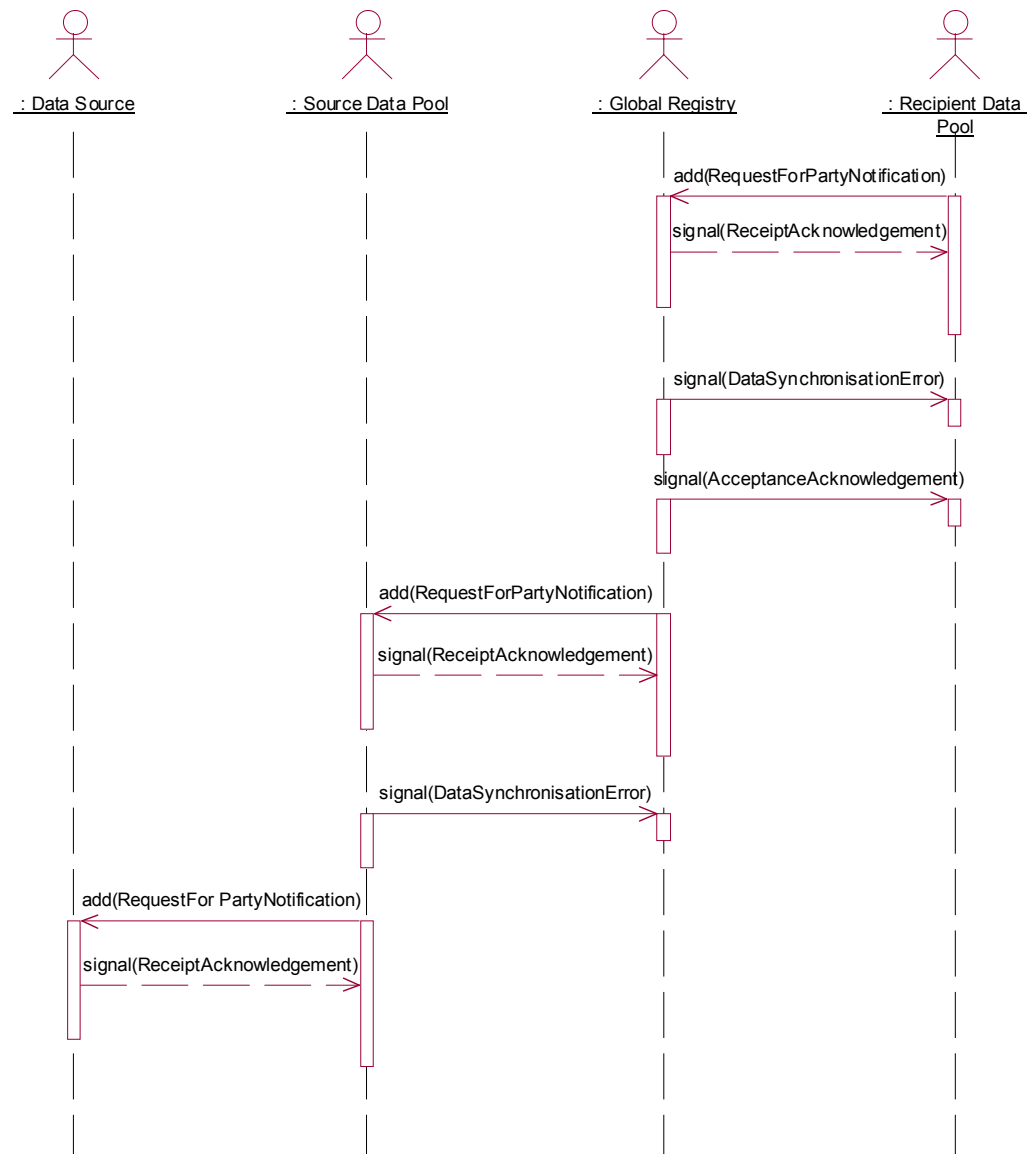 : Data Source
: Source Data Pool
: Global Registry
: Recipient Data
Pool
add(RequestForPartyNotification)
signal(ReceiptAcknowledgement)
signal(DataSynchronisationError)
signal(AcceptanceAcknowledgement)
add(RequestForPartyNotification)
signal(ReceiptAcknowledgement)
signal(DataSynchronisationError)
add(RequestFor PartyNotification)
signal(ReceiptAcknowledgement)